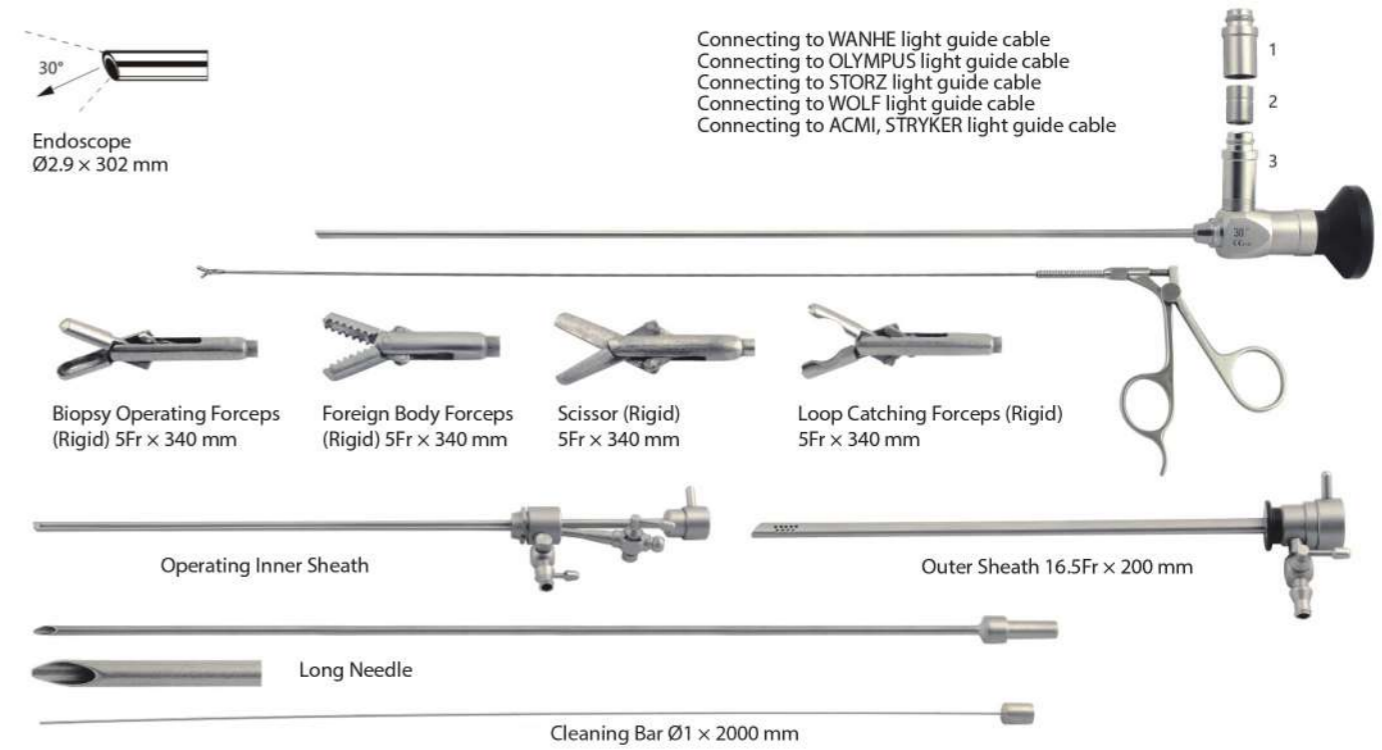 30°
Endoscope
Ø2.9 × 302 mm
Connecting to WANHE light guide cable
Connecting to OLYMPUS light guide cable
Connecting to STORZ light guide cable
Connecting to WOLF light guide cable
Connecting to ACMI, STRYKER light guide cable
1
2
3
30°
Biopsy Operating Forceps
(Rigid) 5Fr × 340 mm
Foreign Body Forceps
(Rigid) 5Fr × 340 mm
Scissor (Rigid)
5Fr × 340 mm
Loop Catching Forceps (Rigid)
5Fr × 340 mm
Operating Inner Sheath
Outer Sheath 16.5Fr × 200 mm
Long Needle
Cleaning Bar Ø1 × 2000 mm